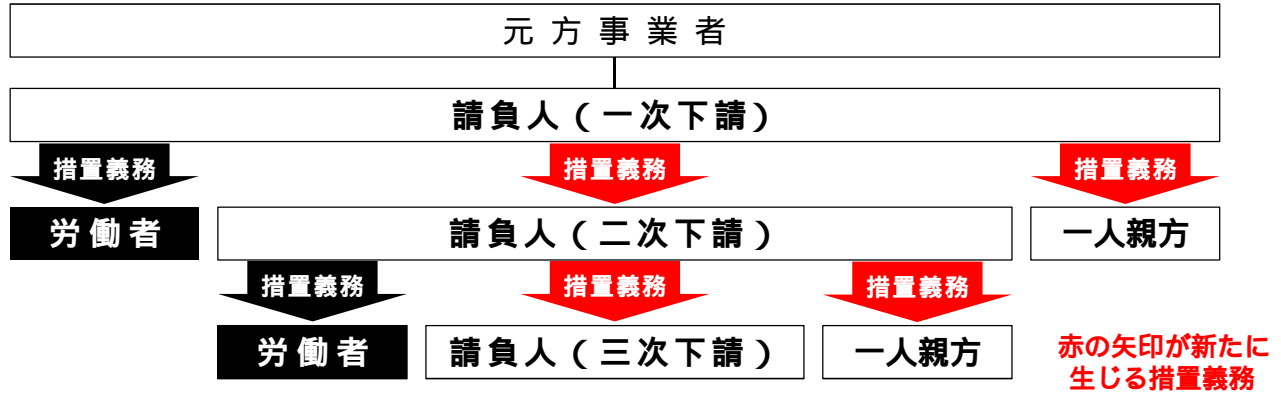 元方事業者
請負人(一次下請)
措置義務
措置義務
措置義務
労働者
請負人(二次下請)
一人親方
措置義務
措置義務
措置義務
労働者
請負人(三次下請)
一人親方
赤の矢印が新たに
生じる措置義務